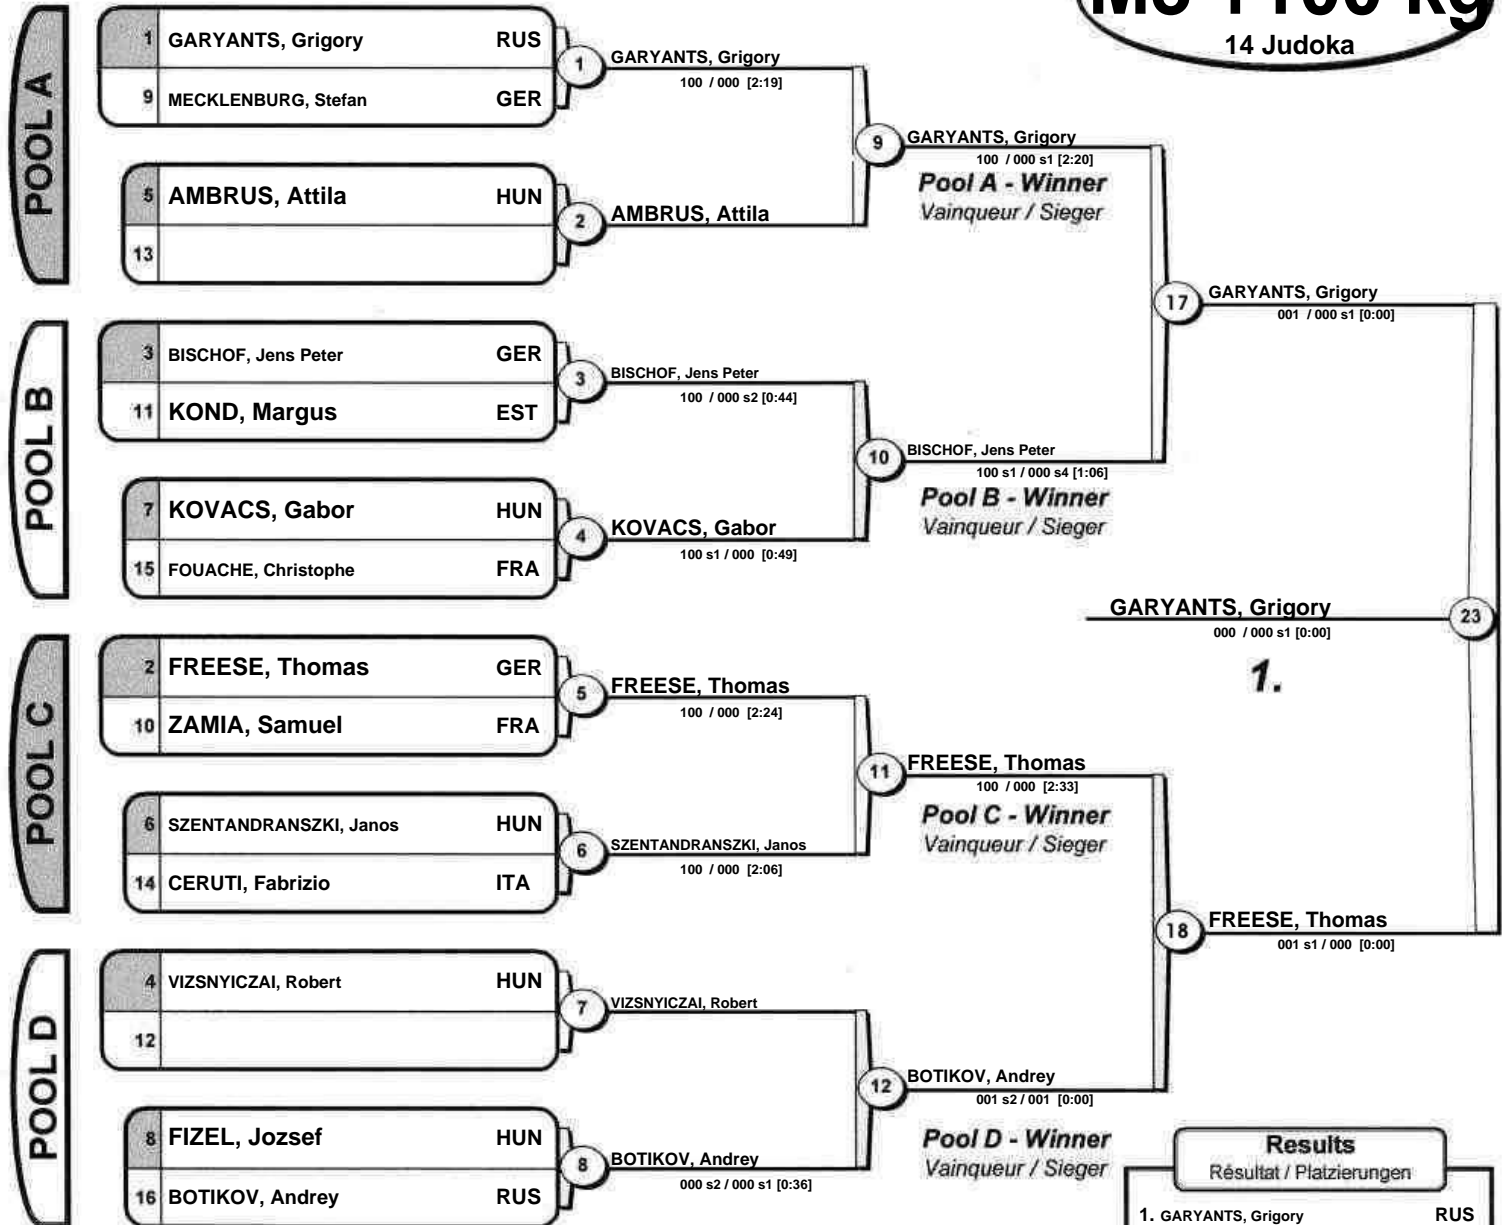 14 Judoka
POOL A
1 GARYANTS, Grigory RUS
9 MECKLENBURG, Stefan GER
1
GARYANTS, Grigory
100 / 000 [2:19]
5 AMBRUS, Attila HUN
13
2
AMBRUS, Attila
9
GARYANTS, Grigory
100 / 000 s1 [2:20]
Pool A - Winner
Vainqueur / Sieger
POOL B
3 BISCHOF, Jens Peter GER
11 KOND, Margus EST
3
BISCHOF, Jens Peter
100 / 000 s2 [0:44]
7 KOVACS, Gabor HUN
15 FOUACHE, Christophe FRA
4
KOVACS, Gabor
100 s1 / 000 [0:49]
10
BISCHOF, Jens Peter
100 s1 / 000 s4 [1:06]
Pool B - Winner
Vainqueur / Sieger
17
GARYANTS, Grigory
001 / 000 s1 [0:00]
GARYANTS, Grigory
000 / 000 s1 [0:00]
23
1.
POOL C
2 FREESE, Thomas GER
10 ZAMIA, Samuel FRA
5
FREESE, Thomas
100 / 000 [2:24]
6 SZENTANDRANSZKI, Janos HUN
14 CERUTI, Fabrizio ITA
6
SZENTANDRANSZKI, Janos
100 / 000 [2:06]
11
FREESE, Thomas
100 / 000 [2:33]
Pool C - Winner
Vainqueur / Sieger
18
FREESE, Thomas
001 s1 / 000 [0:00]
POOL D
4 VIZSNYICZAI, Robert HUN
12
7
VIZSNYICZAI, Robert
8 FIZEL, Jozsef HUN
16 BOTIKOV, Andrey RUS
8
BOTIKOV, Andrey
000 s2 / 000 s1 [0:36]
12
BOTIKOV, Andrey
001 s2 / 001 [0:00]
Pool D - Winner
Vainqueur / Sieger
Results
Résultat / Platzierungen
1. GARYANTS, Grigory RUS